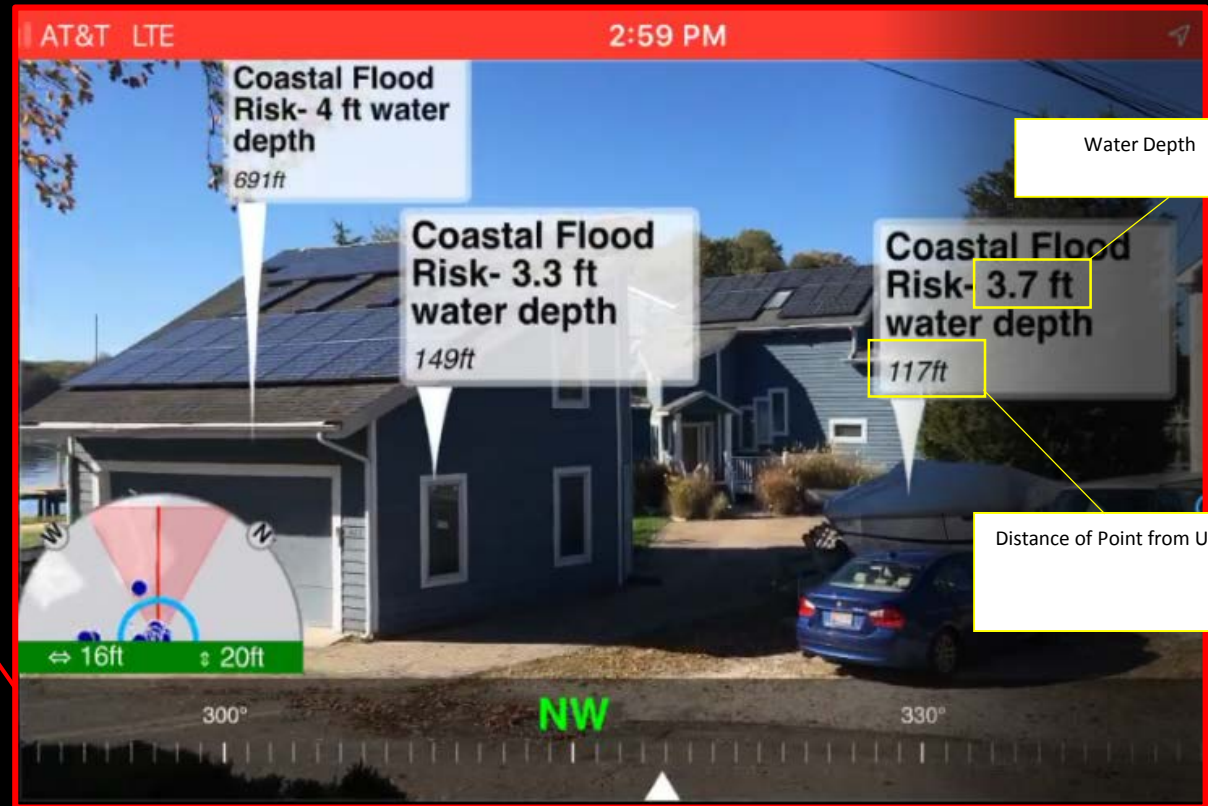 AT&T LTE 2:59 PM
Coastal Flood
Risk- 4 ft water
depth
691ft
Coastal Flood
Risk- 3.3 ft
water depth
149ft
Coastal Flood
Risk- 3.7 ft
water depth
117ft
Water Depth
Distance of Point from U
W
N
⇔ 16ft ⇕ 20ft
300° NW 330°